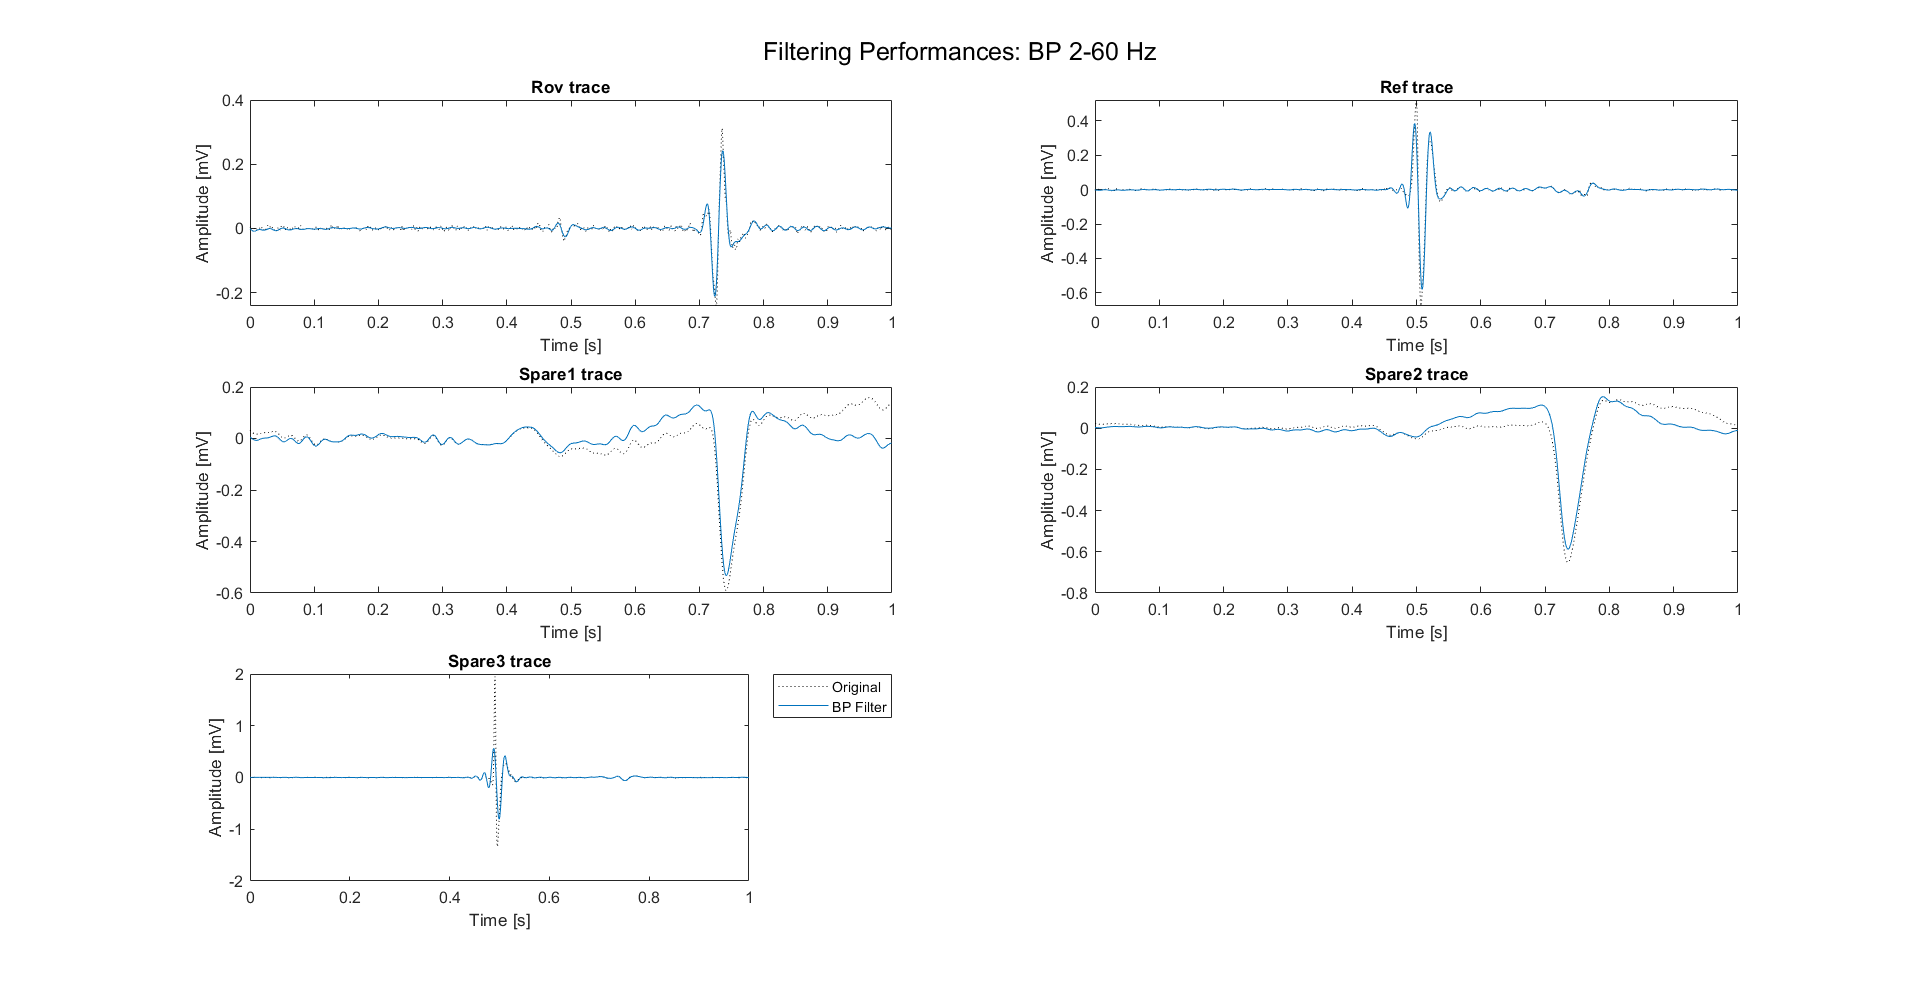 Filtering Performances: BP 2-60 Hz
Rov trace
0.4
0.2
0
-0.2
Amplitude [mV]
0 0.1 0.2 0.3 0.4 0.5 0.6 0.7 0.8 0.9 1
Time [s]
Ref trace
0.4
0.2
0
-0.2
-0.4
-0.6
Amplitude [mV]
0 0.1 0.2 0.3 0.4 0.5 0.6 0.7 0.8 0.9 1
Time [s]
Spare1 trace
0.2
0
-0.2
-0.4
-0.6
Amplitude [mV]
0 0.1 0.2 0.3 0.4 0.5 0.6 0.7 0.8 0.9 1
Time [s]
Spare2 trace
0.2
0
-0.2
-0.4
-0.6
-0.8
Amplitude [mV]
0 0.1 0.2 0.3 0.4 0.5 0.6 0.7 0.8 0.9 1
Time [s]
Spare3 trace
2
1
0
-1
-2
Amplitude [mV]
0 0.2 0.4 0.6 0.8 1
Time [s]
Original
BP Filter